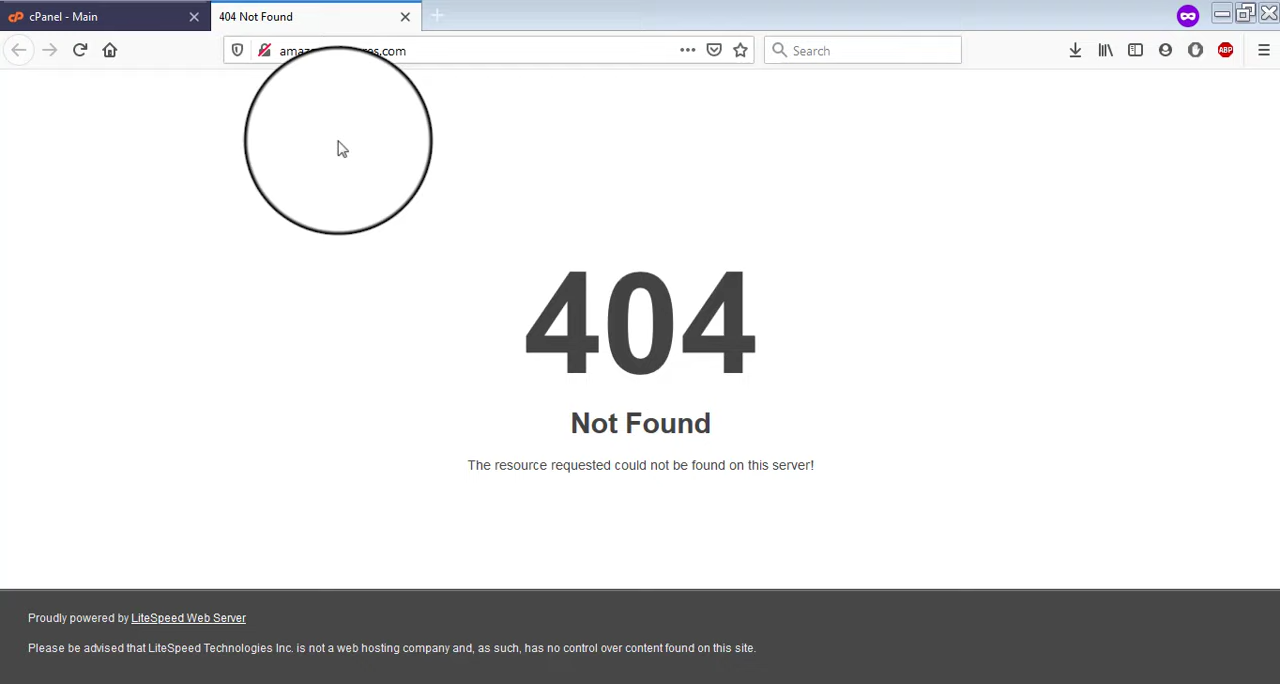 cPanel - Main
404 Not Found
Search
ABP
404
Not Found
The resource requested could not be found on this server!
Proudly powered by LiteSpeed Web Server
Please be advised that LiteSpeed Technologies Inc. is not a web hosting company and, as such, has no control over content found on this site.